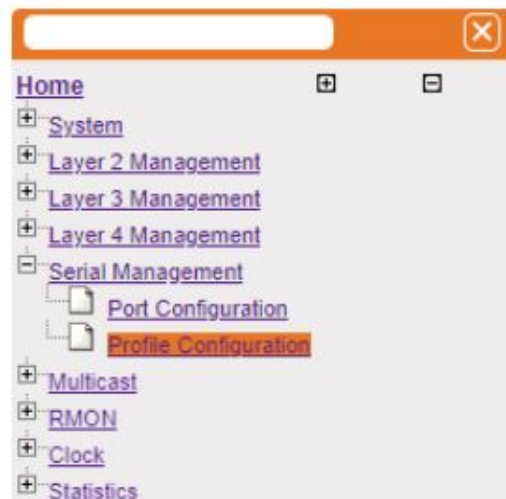 Home
System
Layer 2 Management
Layer 3 Management
Layer 4 Management
Serial Management
Port Configuration
Profile Configuration
Multicast
RMON
Clock
Statistics